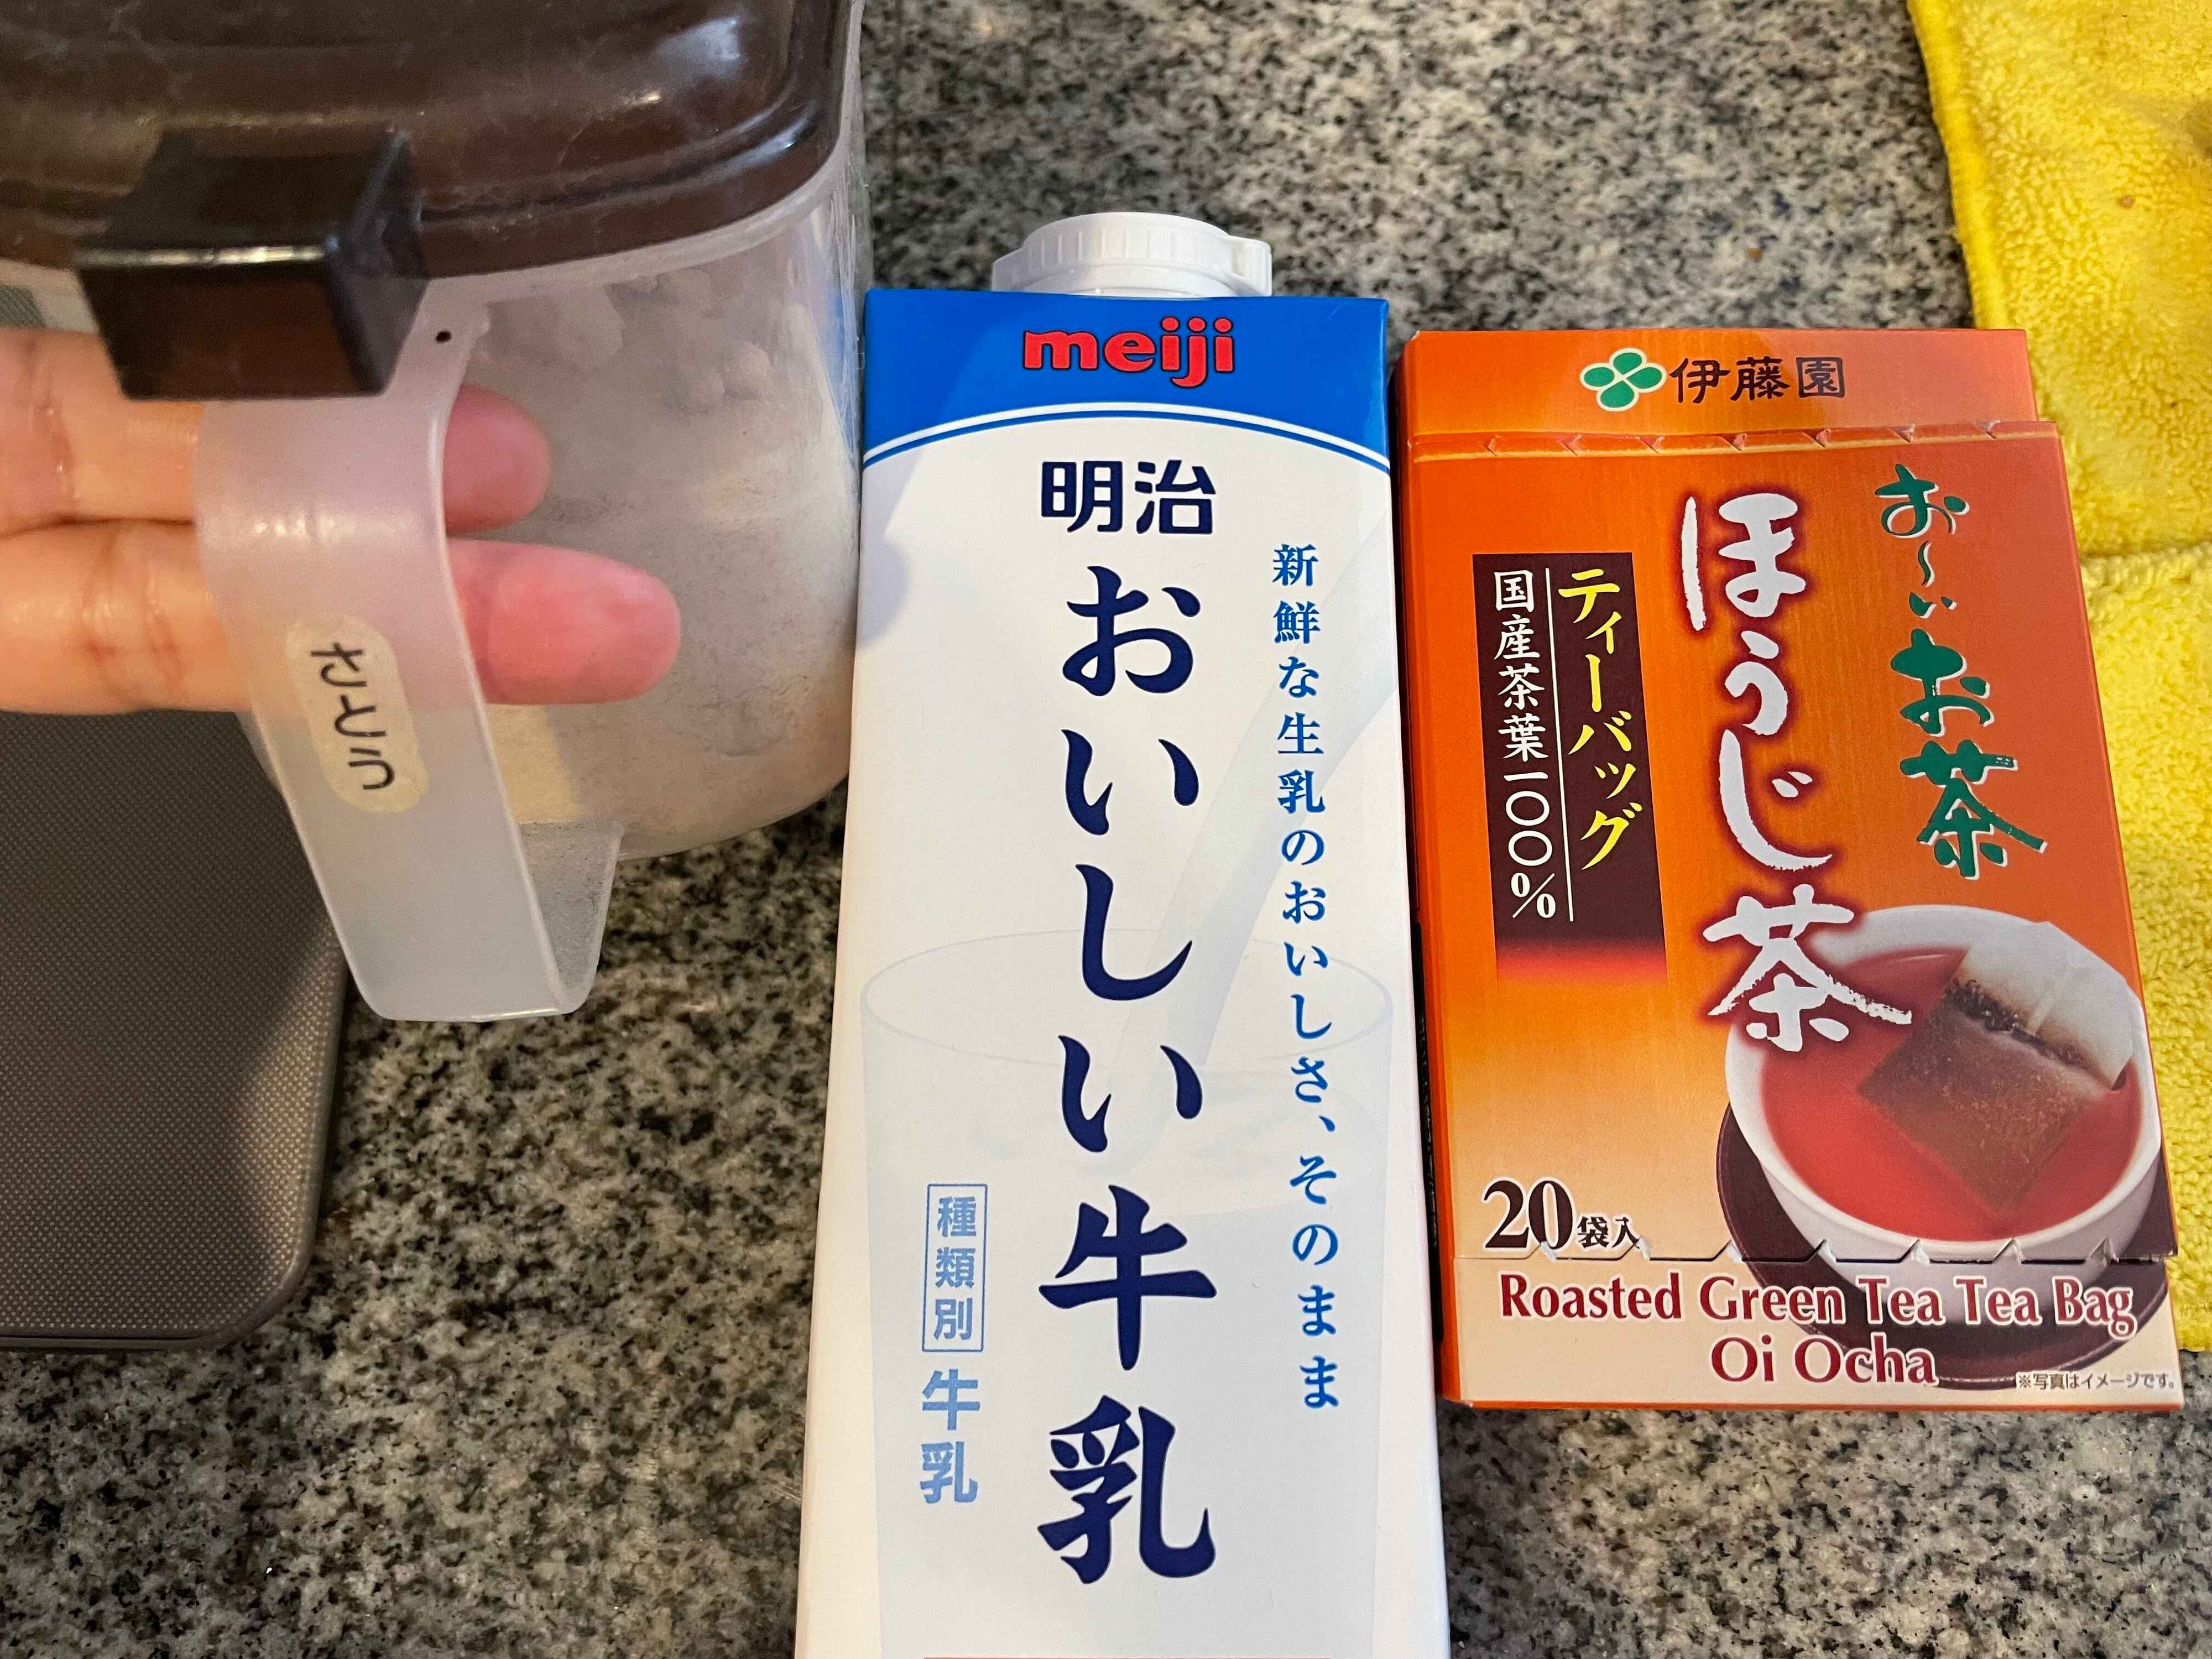 さとう
meiji
明治
おいしい牛乳
新鮮な生乳のおいしさ、そのまま
種類別
牛乳
伊藤園
お〜いお茶
ほうじ茶
ティーバッグ
国産茶葉一〇〇%
20袋入
Roasted Green Tea Tea Bag
Oi Ocha
※写真はイメージです。